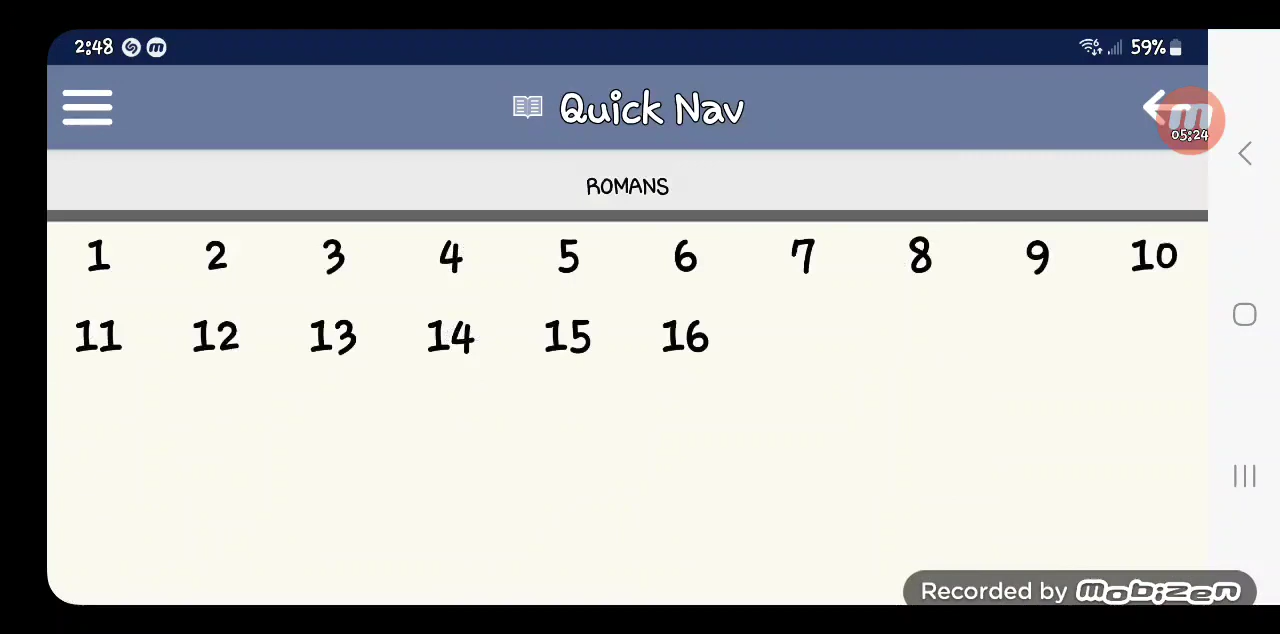 2:48 59%
Quick Nav
05:24
ROMANS
1 2 3 4 5 6 7 8 9 10
11 12 13 14 15 16
Recorded by mobizen